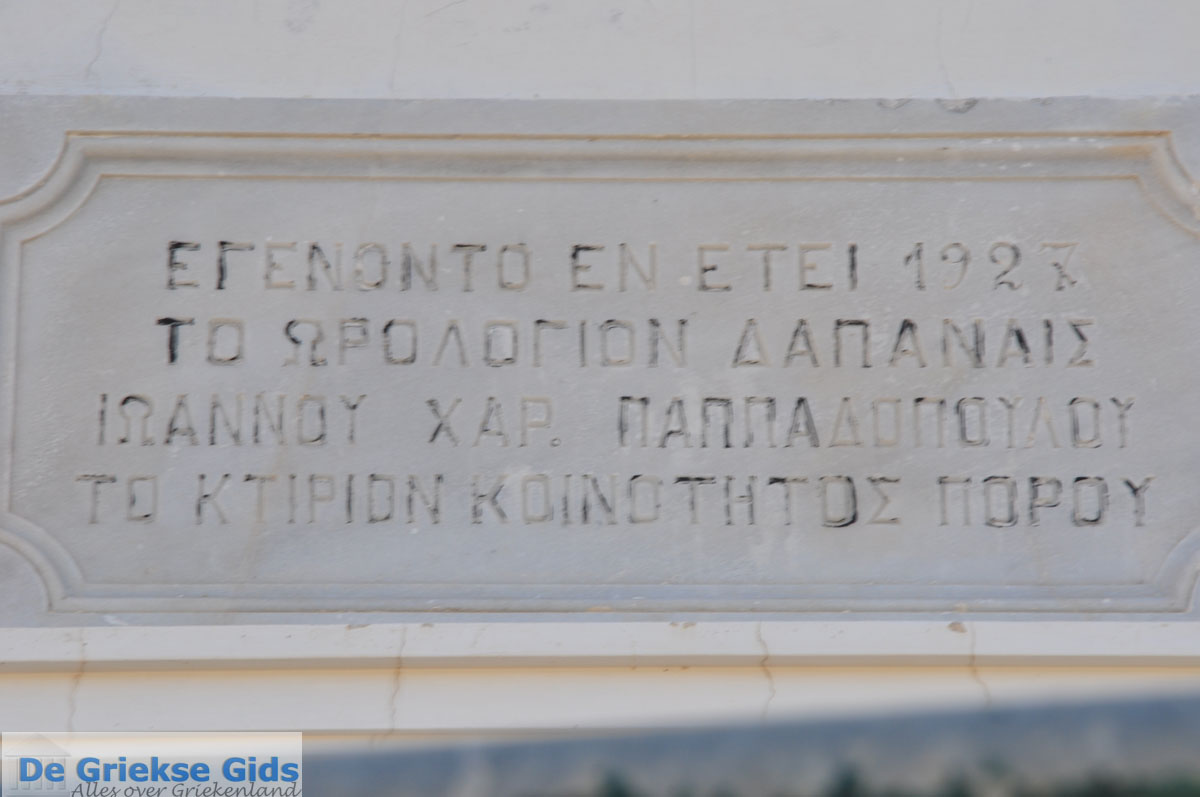 ΕΓΕΝΟΝΤΟ ΕΝ ΕΤΕΙ 1927
ΤΟ ΩΡΟΛΟΓΙΟΝ ΔΑΠΑΝΑΙΣ
ΙΩΑΝΝΟΥ ΧΑΡ. ΠΑΠΠΑΔΟΠΟΥΛΟΥ
ΤΟ ΚΤΙΡΙΟΝ ΚΟΙΝΟΤΗΤΟΣ ΠΟΡΟΥ
De Griekse Gids
Alles over Griekenland